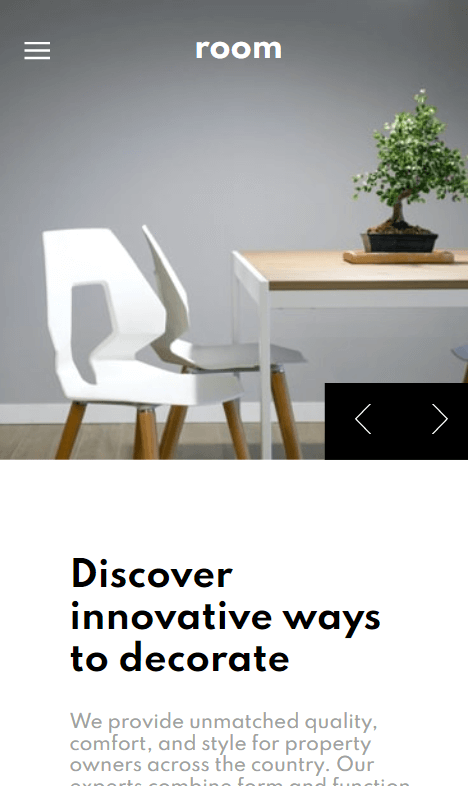 room
Discover
innovative ways
to decorate
We provide unmatched quality,
comfort, and style for property
owners across the country. Our
experts combine form and function